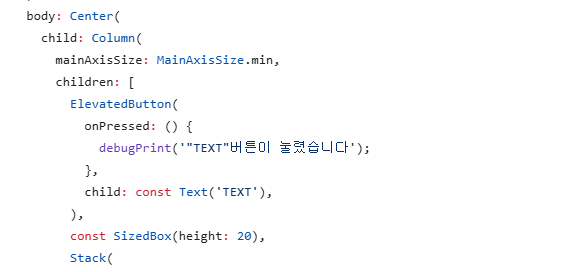 body: Center(
child: Column(
mainAxisSize: MainAxisSize.min,
children: [
ElevatedButton(
onPressed: () {
debugPrint('"TEXT"버튼이 눌렸습니다');
},
child: const Text('TEXT'),
),
const SizedBox(height: 20),
Stack(